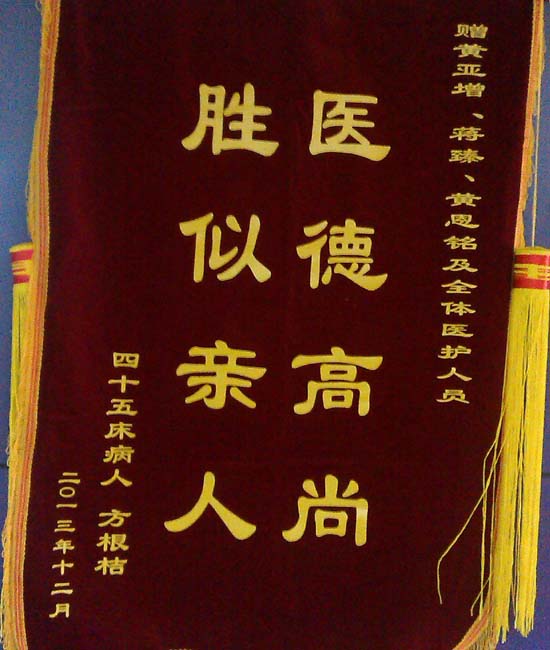 赠黄亚增、蒋臻、黄恩铭及全体医护人员
医德高尚
胜似亲人
四十五床病人 方根桔
二〇一三年十二月